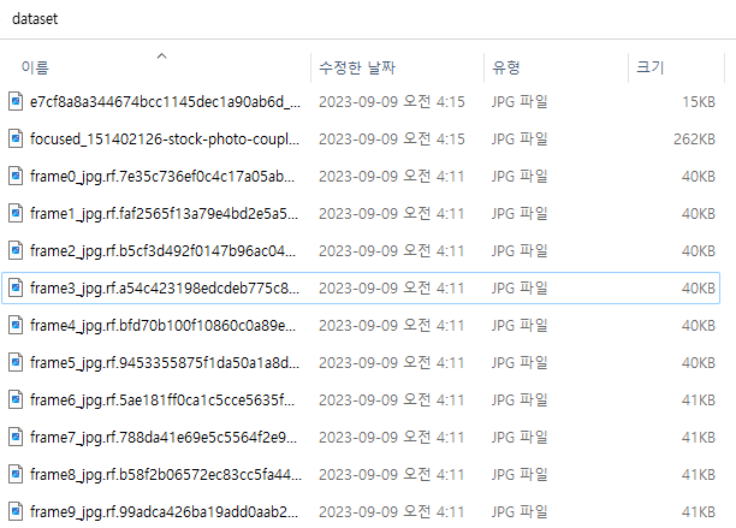 dataset
이름 수정한 날짜 유형 크기
e7cf8a8a344674bcc1145dec1a90ab6d_... 2023-09-09 오전 4:15 JPG 파일 15KB
focused_151402126-stock-photo-coupl... 2023-09-09 오전 4:15 JPG 파일 262KB
frame0_jpg.rf.7e35c736ef0c4c17a05ab... 2023-09-09 오전 4:11 JPG 파일 40KB
frame1_jpg.rf.faf2565f13a79e4bd2e5a5... 2023-09-09 오전 4:11 JPG 파일 40KB
frame2_jpg.rf.b5cf3d492f0147b96ac04... 2023-09-09 오전 4:11 JPG 파일 40KB
frame3_jpg.rf.a54c423198edcdeb775c8... 2023-09-09 오전 4:11 JPG 파일 40KB
frame4_jpg.rf.bfd70b100f10860c0a89e... 2023-09-09 오전 4:11 JPG 파일 40KB
frame5_jpg.rf.9453355875f1da50a1a8d... 2023-09-09 오전 4:11 JPG 파일 40KB
frame6_jpg.rf.5ae181ff0ca1c5cce5635f... 2023-09-09 오전 4:11 JPG 파일 41KB
frame7_jpg.rf.788da41e69e5c5564f2e9... 2023-09-09 오전 4:11 JPG 파일 41KB
frame8_jpg.rf.b58f2b06572ec83cc5fa44... 2023-09-09 오전 4:11 JPG 파일 41KB
frame9_jpg.rf.99adca426ba19add0aab2... 2023-09-09 오전 4:11 JPG 파일 41KB